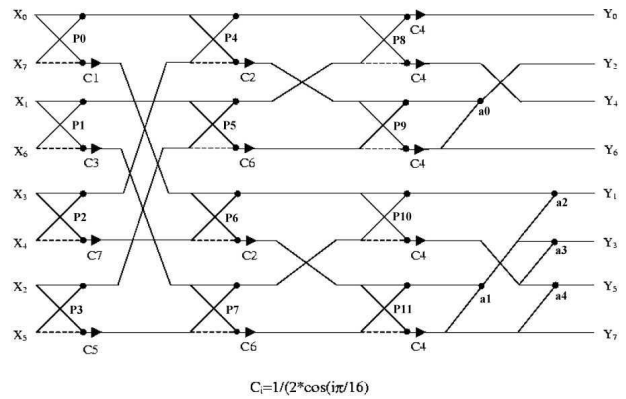 X₀ P0 P4 P8 C4 Y₀
X₇ C1 C2 C4 Y₂
X₁ P1 P5 P9 a0 Y₄
X₆ C3 C6 C4 Y₆
X₃ P2 P6 P10 a2 Y₁
X₄ C7 C2 C4 a3 Y₃
X₂ P3 P7 P11 a1 a4 Y₅
X₅ C5 C6 C4 Y₇
Cᵢ=1/(2*cos(iπ/16)